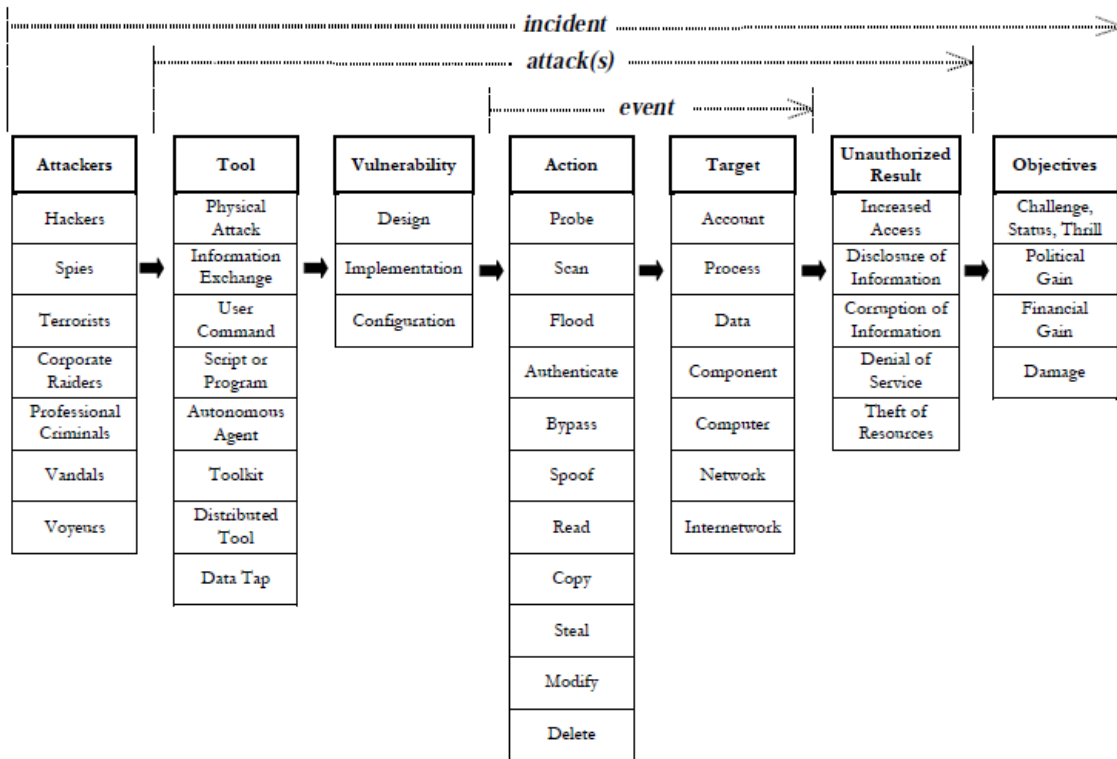 incident
attack(s)
event
Attackers
Hackers
Spies
Terrorists
Corporate
Raiders
Professional
Criminals
Vandals
Voyeurs
Tool
Physical
Attack
Information
Exchange
User
Command
Script or
Program
Autonomous
Agent
Toolkit
Distributed
Tool
Data Tap
Vulnerability
Design
Implementation
Configuration
Action
Probe
Scan
Flood
Authenticate
Bypass
Spoof
Read
Copy
Steal
Modify
Delete
Target
Account
Process
Data
Component
Computer
Network
Internetwork
Unauthorized
Result
Increased
Access
Disclosure of
Information
Corruption of
Information
Denial of
Service
Theft of
Resources
Objectives
Challenge,
Status, Thrill
Political
Gain
Financial
Gain
Damage